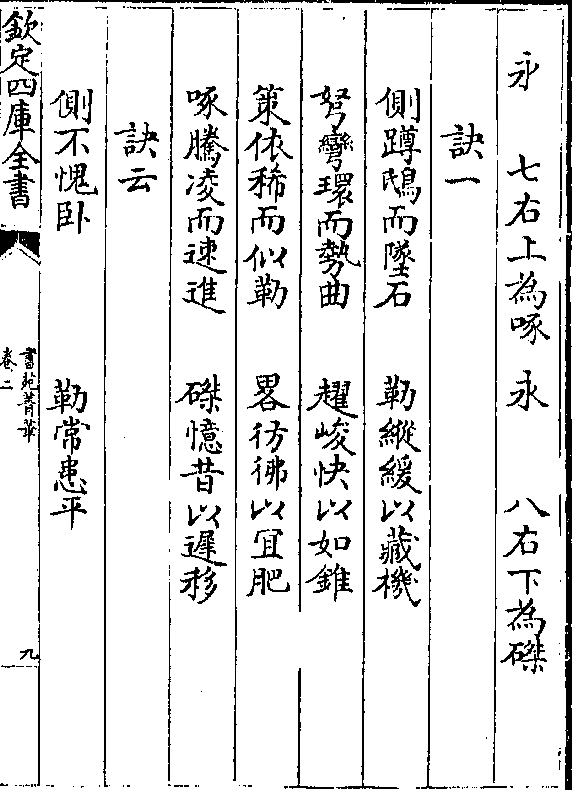 永　七右上為啄　永　八右下為磔
訣一
側蹲鴟而墜石　勒縱緩以藏機
弩彎環而勢曲　趯峻快以如錐
策依稀而似勒　畧彷彿以宜肥
啄騰凌而速進　磔憶昔以遲移
訣云
側不愧卧　勒常患平
欽定四庫全書
書苑菁華
卷二
九